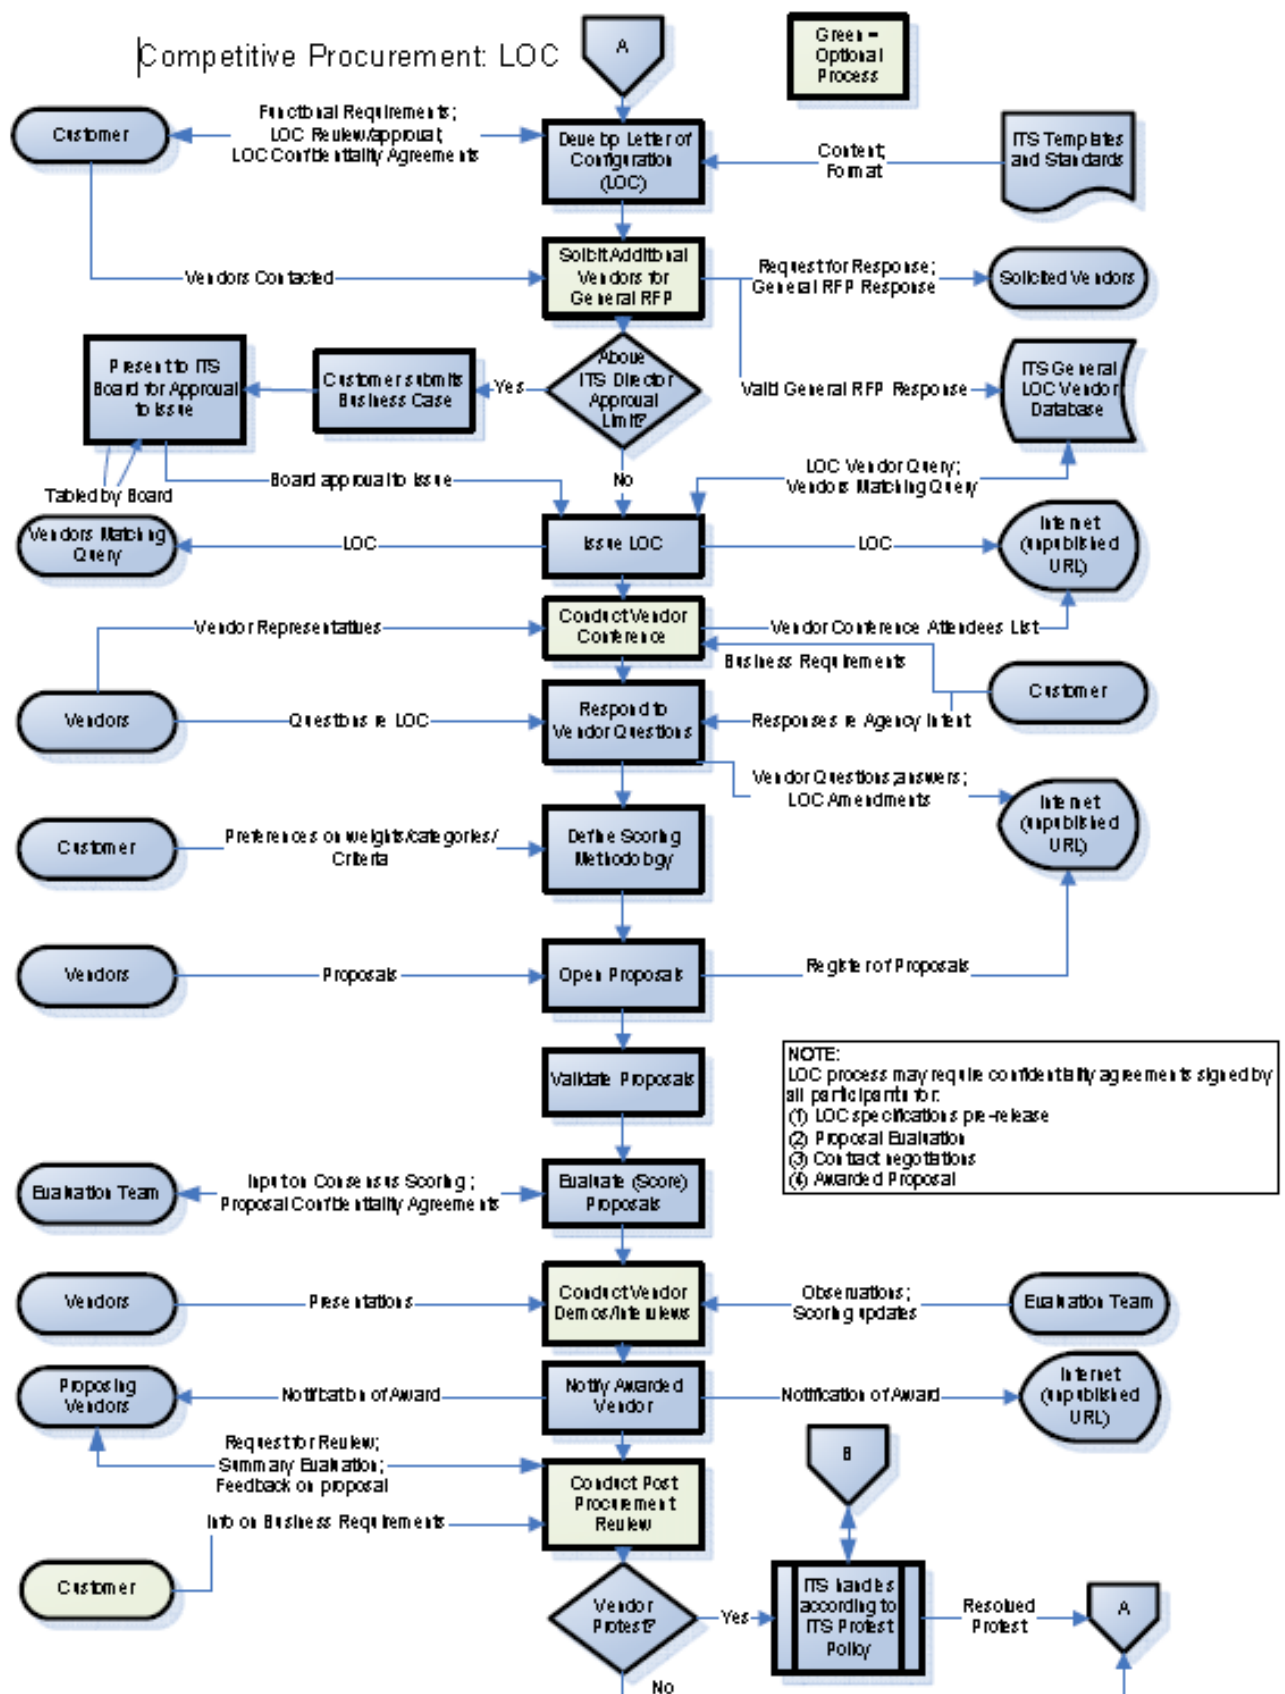 Competitive Procurement: LOC
A
Green =
Optional
Process
Customer
Functional Requirements;
LOC Review/approval;
LOC Confidentiality Agreements
Develop Letter of
Configuration
(LOC)
Content;
Format
ITS Templates
and Standards
Vendors Contacted
Solicit Additional
Vendors for
General RFP
Request for Response;
General RFP Response
Solicited Vendors
Present to ITS
Board for Approval
to Issue
Customer submits
Business Case
Yes
Above
ITS Director
Approval
Limit?
Valid General RFP Response
ITS General
LOC Vendor
Database
Tabled by Board
Board approval to Issue
No
LOC Vendor Query;
Vendors Matching Query
Vendors Matching
Query
LOC
Issue LOC
LOC
Internet
(unpublished
URL)
Vendor Representatives
Conduct Vendor
Conference
Vendor Conference Attendees List
Business Requirements
Customer
Vendors
Questions re LOC
Respond to
Vendor Questions
Responses re Agency Intent
Vendor Questions;answers;
LOC Amendments
Internet
(unpublished
URL)
Customer
Preferences on weights/categories/
Criteria
Define Scoring
Methodology
Vendors
Proposals
Open Proposals
Register of Proposals
Validate Proposals
NOTE:
LOC process may require confidentiality agreements signed by
all participants for:
(1) LOC specifications pre-release
(2) Proposal Evaluation
(3) Contract negotiations
(4) Awarded Proposal
Evaluation Team
Input on Consensus Scoring;
Proposal Confidentiality Agreements
Evaluate (Score)
Proposals
Vendors
Presentations
Conduct Vendor
Demos/Interviews
Observations;
Scoring updates
Evaluation Team
Proposing
Vendors
Notification of Award
Notify Awarded
Vendor
Notification of Award
Internet
(unpublished
URL)
Request for Review;
Summary Evaluation;
Feedback on proposal
Conduct Post
Procurement
Review
B
Info on Business Requirements
Customer
Vendor
Protest?
Yes
ITS handles
according to
ITS Protest
Policy
Resolved
Protest
A
No